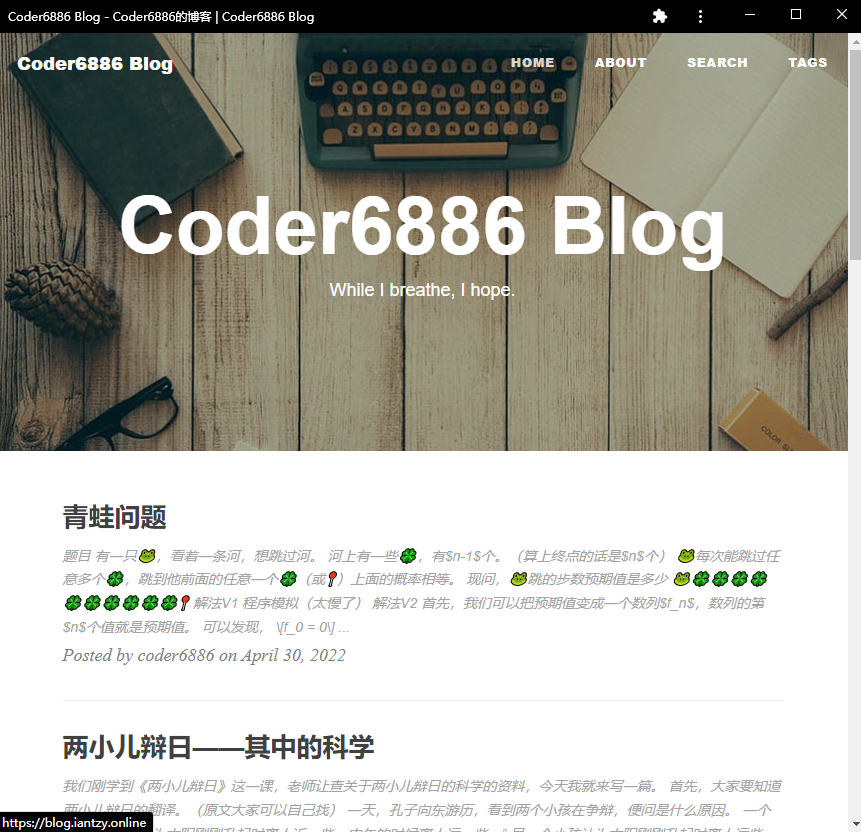 Coder6886 Blog - Coder6886的博客 | Coder6886 Blog
Coder6886 Blog
HOME ABOUT SEARCH TAGS
Coder6886 Blog
While I breathe, I hope.
COLOR
青蛙问题
题目 有一只🐸，看着一条河，想跳过河。 河上有一些🍀，有$n-1$个。（算上终点的话是$n$个） 🐸每次能跳过任
意多个🍀，跳到他前面的任意一个🍀（或📍）上面的概率相等。 现问，🐸跳的步数预期值是多少 🐸🍀🍀🍀🍀
🍀🍀🍀🍀🍀🍀📍解法V1 程序模拟（太慢了） 解法V2 首先，我们可以把预期值变成一个数列$f_n$，数列的第
$n$个值就是预期值。 可以发现， \[f_0 = 0\] ...
Posted by coder6886 on April 30, 2022
两小儿辩日——其中的科学
我们刚学到《两小儿辩日》这一课，老师让查关于两小儿辩日的科学的资料，今天我就来写一篇。 首先，大家要知道
两小儿辩日的翻译。（原文大家可以自己找） 一天，孔子向东游历，看到两个小孩在争辩，便问是什么原因。 一个
https://blog.iantzy.online